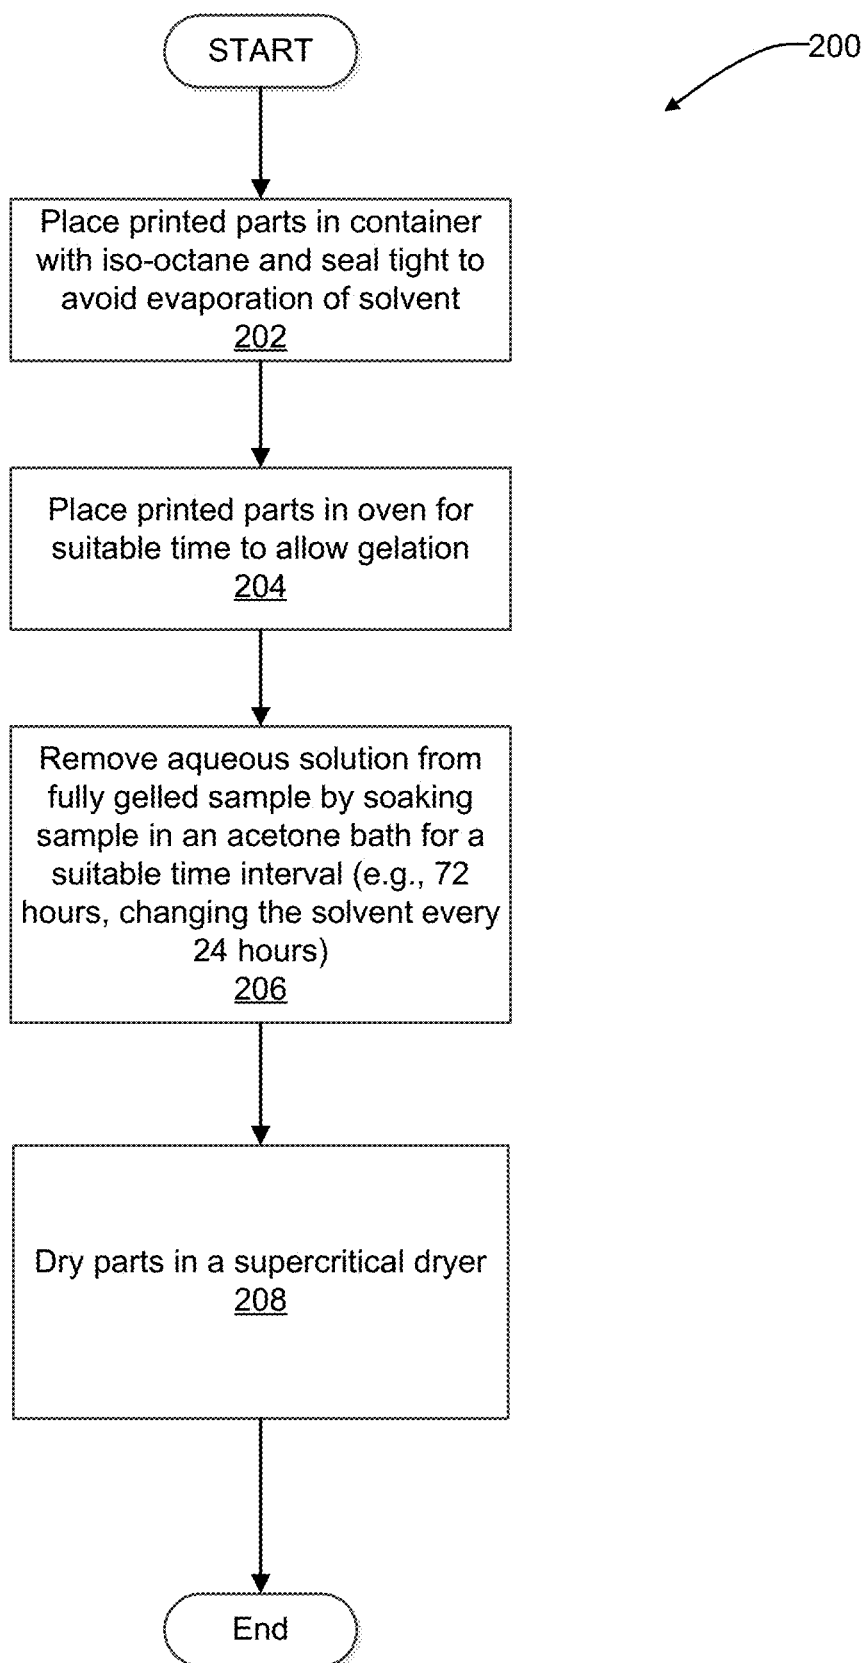 START
200
Place printed parts in container
with iso-octane and seal tight to
avoid evaporation of solvent
202
Place printed parts in oven for
suitable time to allow gelation
204
Remove aqueous solution from
fully gelled sample by soaking
sample in an acetone bath for a
suitable time interval (e.g., 72
hours, changing the solvent every
24 hours)
206
Dry parts in a supercritical dryer
208
End